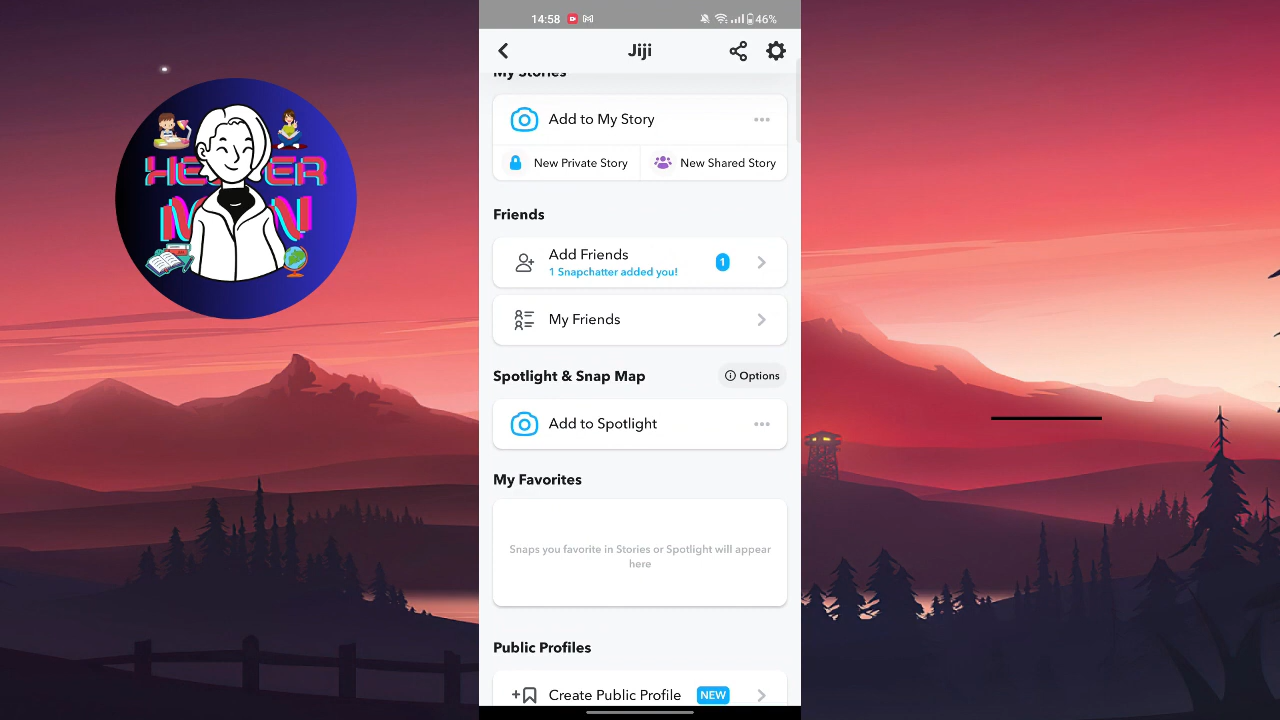 14:58
46%
Jiji
My Stories
Add to My Story
New Private Story
New Shared Story
Friends
Add Friends
1 Snapchatter added you!
1
My Friends
Spotlight & Snap Map
Options
Add to Spotlight
My Favorites
Snaps you favorite in Stories or Spotlight will appear
here
Public Profiles
Create Public Profile
NEW